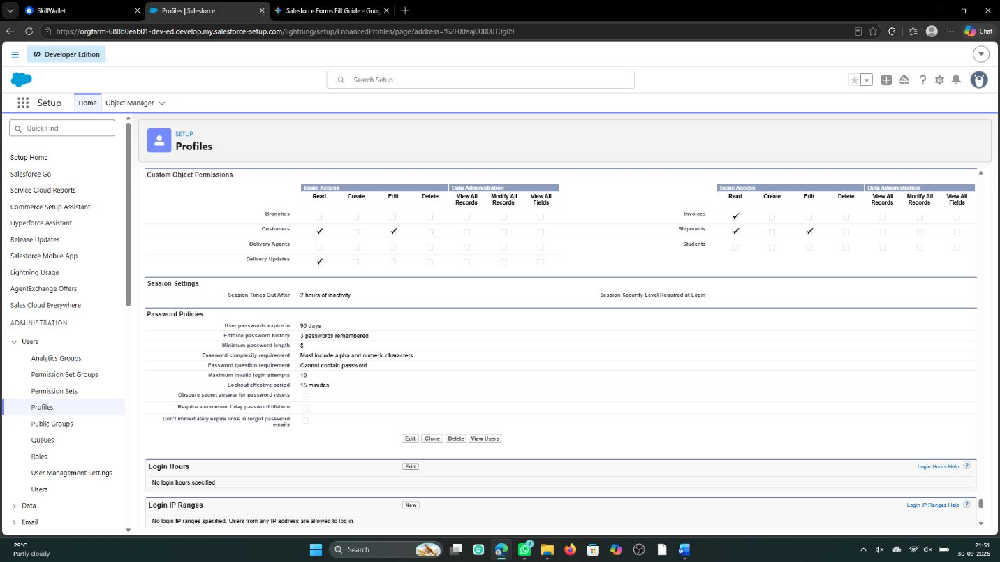 SkillWallet
Profiles | Salesforce
Salesforce Forms Fill Guide - Goog
https://orgfarm-688b0eab01-dev-ed.develop.my.salesforce-setup.com/lightning/setup/EnhancedProfiles/page?address=%2F00eaj00000T0g09
Chat
Developer Edition
Search Setup
Setup
Home
Object Manager
Quick Find
Setup Home
Salesforce Go
Service Cloud Reports
Commerce Setup Assistant
Hyperforce Assistant
Release Updates
Salesforce Mobile App
Lightning Usage
AgentExchange Offers
Sales Cloud Everywhere
ADMINISTRATION
Users
Analytics Groups
Permission Set Groups
Permission Sets
Profiles
Public Groups
Queues
Roles
User Management Settings
Users
Data
Email
SETUP
Profiles
Custom Object Permissions
Basic Access Data Administration
Read Create Edit Delete View All Records Modify All Records View All Fields
Branches
Customers
Delivery Agents
Delivery Updates
Basic Access Data Administration
Read Create Edit Delete View All Records Modify All Records View All Fields
Invoices
Shipments
Students
Session Settings
Session Times Out After 2 hours of inactivity Session Security Level Required at Login
Password Policies
User passwords expire in 90 days
Enforce password history 3 passwords remembered
Minimum password length 8
Password complexity requirement Must include alpha and numeric characters
Password question requirement Cannot contain password
Maximum invalid login attempts 10
Lockout effective period 15 minutes
Obscure secret answer for password resets
Require a minimum 1 day password lifetime
Don't immediately expire links in forgot password
emails
Edit Clone Delete View Users
Login Hours Edit Login Hours Help ?
No login hours specified
Login IP Ranges New Login IP Ranges Help ?
No login IP ranges specified. Users from any IP address are allowed to log in.
29°C
Partly cloudy
Search
7
21:51
30-09-2026